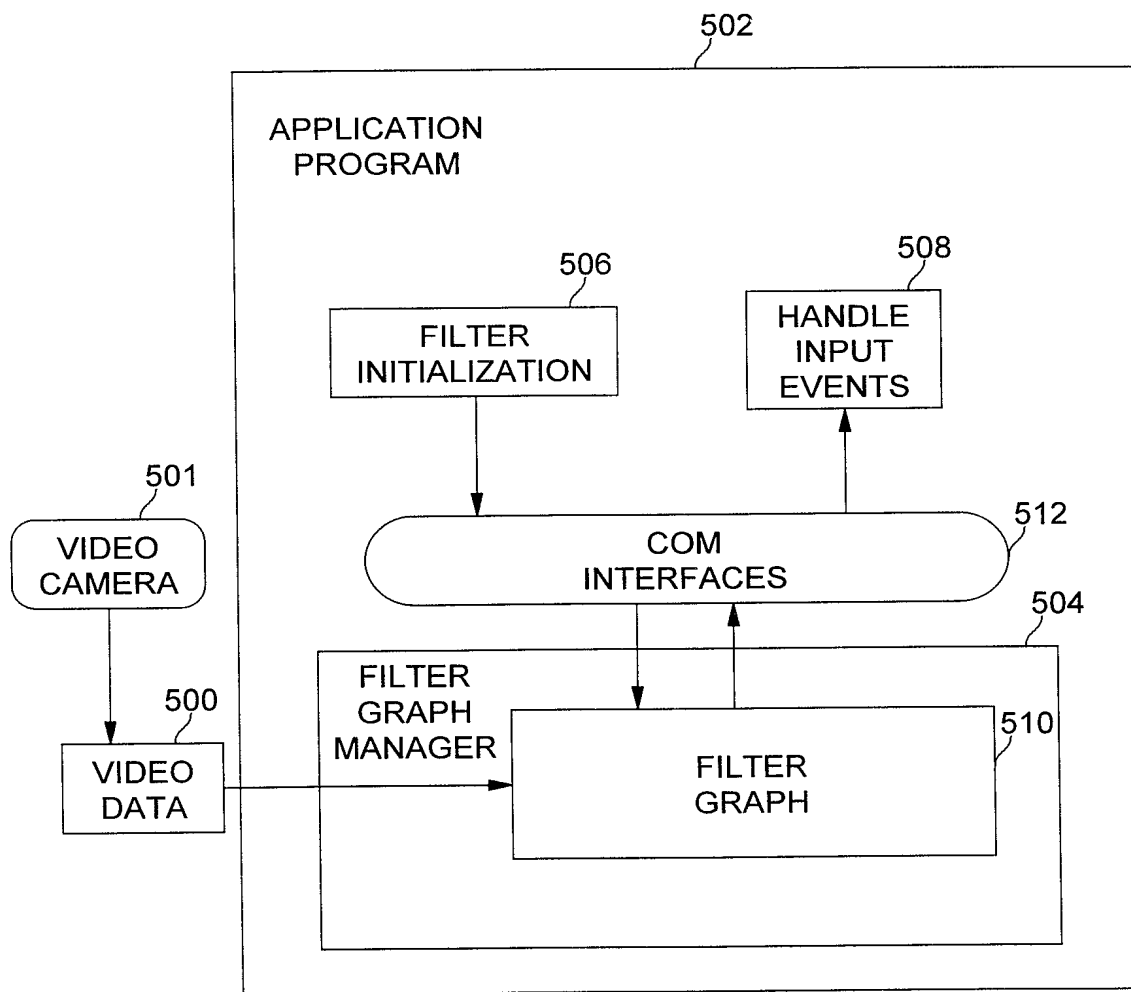 502
APPLICATION
PROGRAM
506
FILTER
INITIALIZATION
508
HANDLE
INPUT
EVENTS
501
VIDEO
CAMERA
COM
INTERFACES
512
504
500
VIDEO
DATA
FILTER
GRAPH
MANAGER
FILTER
GRAPH
510